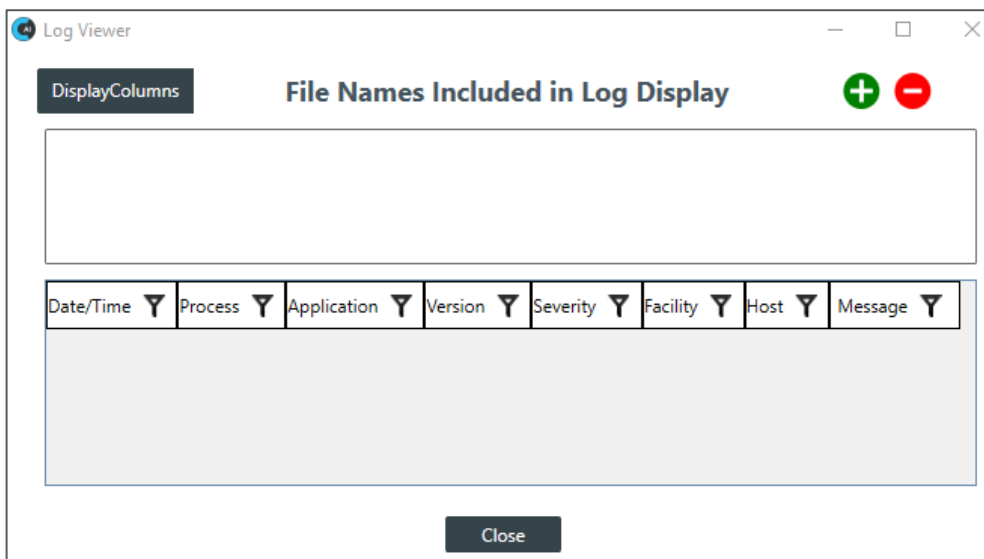 Log Viewer
DisplayColumns File Names Included in Log Display
Date/Time Process Application Version Severity Facility Host Message
Close